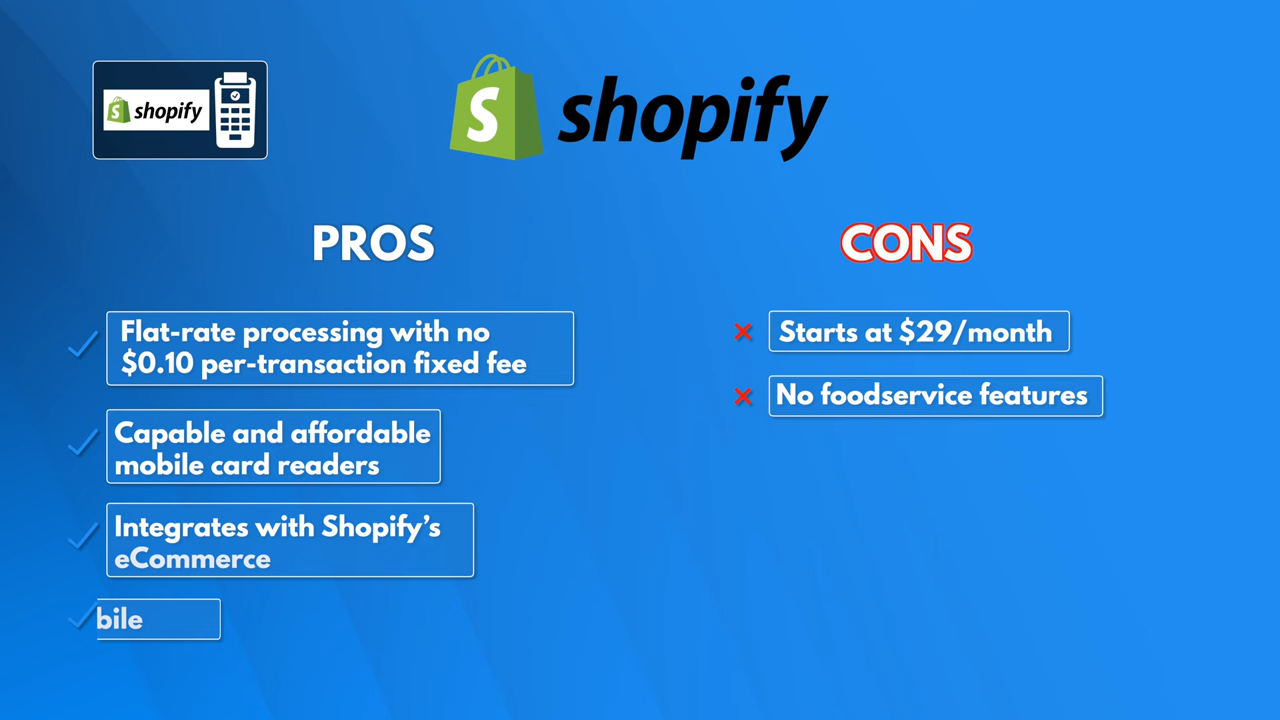 shopify
shopify
PROS
CONS
Flat-rate processing with no
$0.10 per-transaction fixed fee
Capable and affordable
mobile card readers
Integrates with Shopify's
eCommerce
bile
Starts at $29/month
No foodservice features